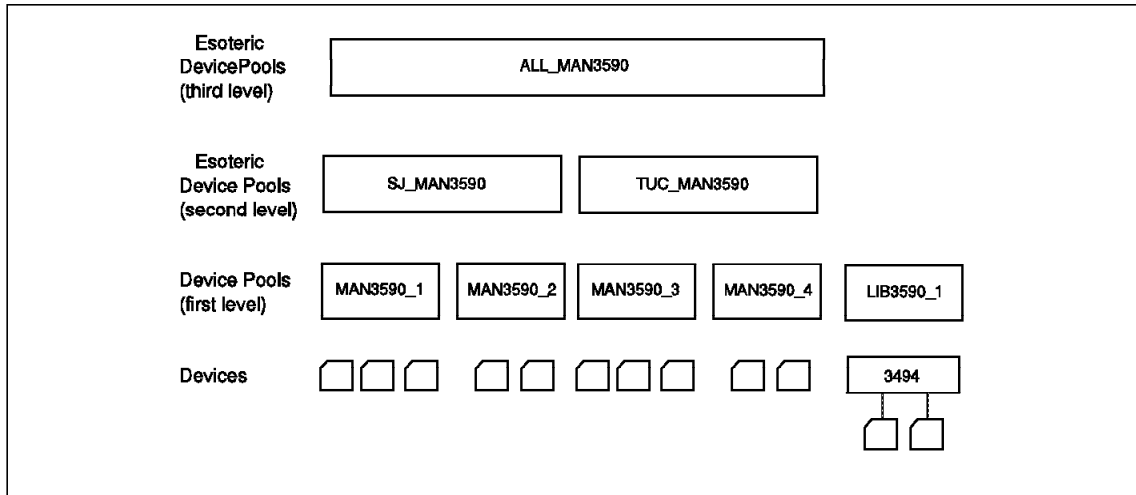 Esoteric
DevicePools
(third level)
ALL_MAN3590
Esoteric
Device Pools
(second level)
SJ_MAN3590
TUC_MAN3590
Device Pools
(first level)
MAN3590_1
MAN3590_2
MAN3590_3
MAN3590_4
LIB3590_1
Devices
3494